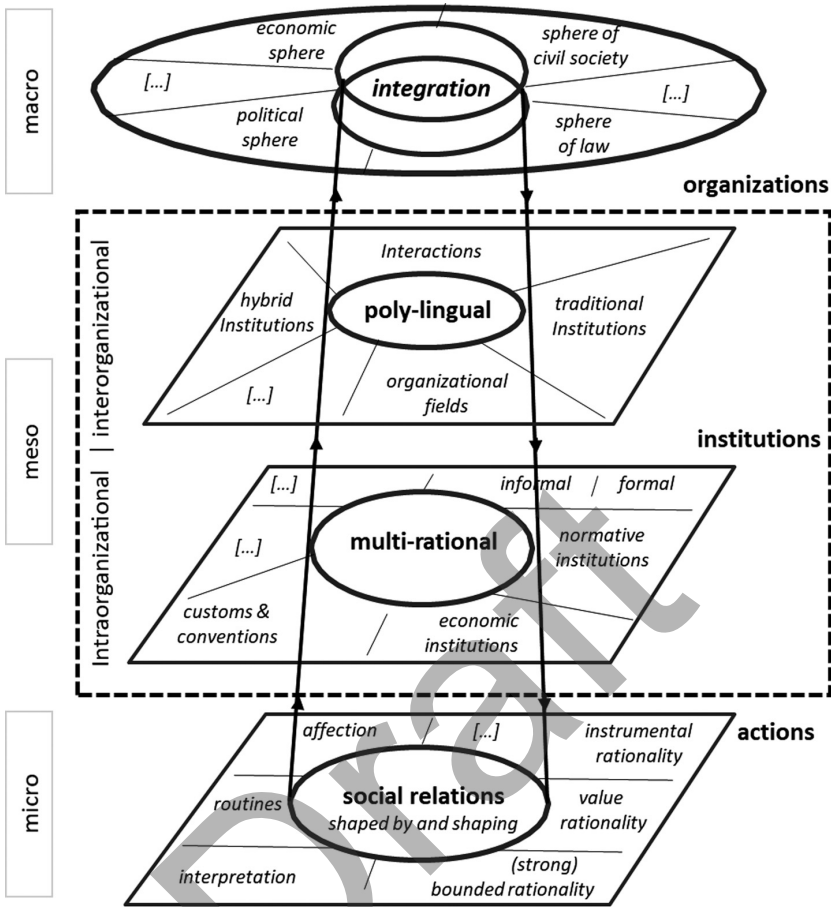 macro
economic
sphere
sphere of
civil society
[...]
integration
[...]
political
sphere
sphere
of law
organizations
meso
Intraorganizational | interorganizational
Interactions
hybrid
Institutions
poly-lingual
traditional
Institutions
[...]
organizational
fields
institutions
[...]
informal / formal
[...]
multi-rational
normative
institutions
customs &
conventions
economic
institutions
micro
actions
affection
[...]
instrumental
rationality
routines
social relations
shaped by and shaping
value
rationality
interpretation
(strong)
bounded rationality
Draft